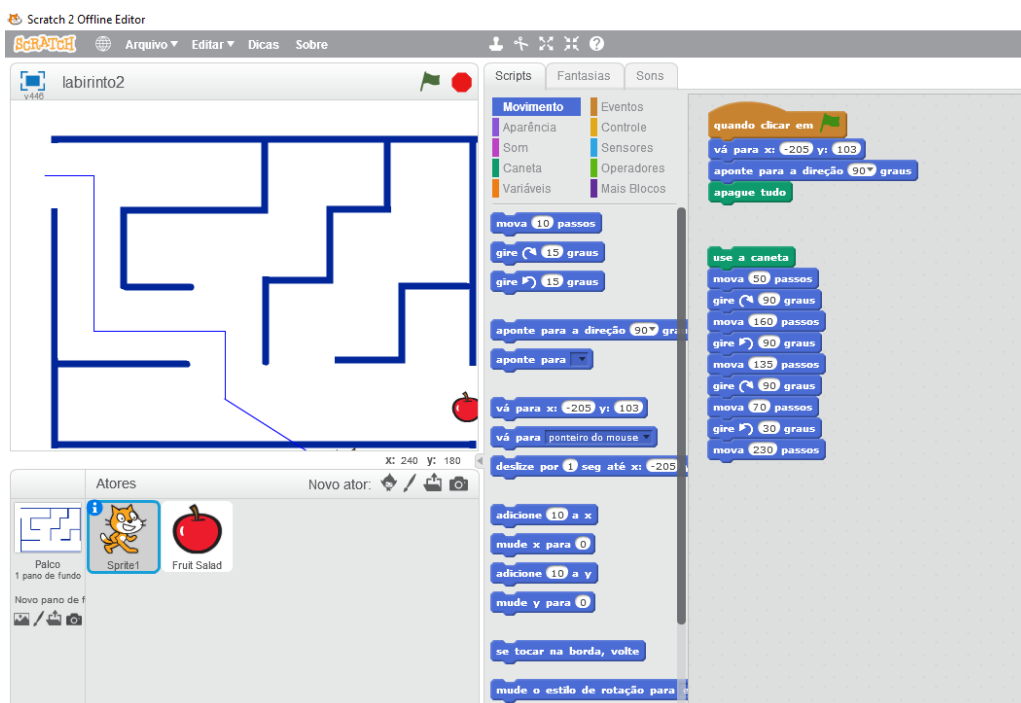 Scratch 2 Offline Editor
SCRATCH Arquivo Editar Dicas Sobre
labirinto2
v446
Scripts Fantasias Sons
Movimento Eventos
Aparência Controle
Som Sensores
Caneta Operadores
Variáveis Mais Blocos
mova 10 passos
gire 15 graus
gire 15 graus
aponte para a direção 90 gra
aponte para
vá para x: -205 y: 103
vá para ponteiro do mouse
deslize por 1 seg até x: -205
adicione 10 a x
mude x para 0
adicione 10 a y
mude y para 0
se tocar na borda, volte
mude o estilo de rotação para
quando clicar em
vá para x: -205 y: 103
aponte para a direção 90 graus
apague tudo
use a caneta
mova 50 passos
gire 90 graus
mova 160 passos
gire 90 graus
mova 135 passos
gire 90 graus
mova 70 passos
gire 30 graus
mova 230 passos
X: 240 y: 180
Atores Novo ator:
Palco
1 pano de fundo
Novo pano de f
Sprite1
Fruit Salad